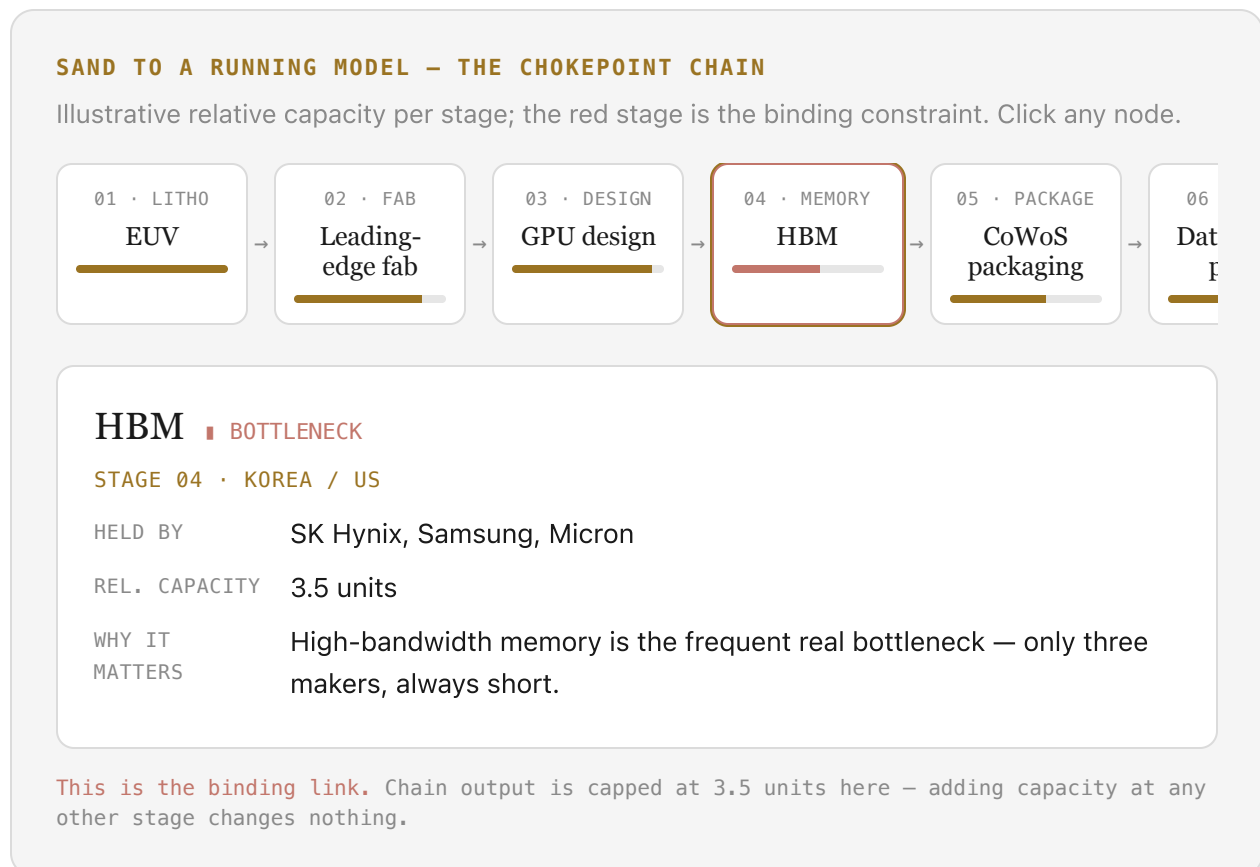 SAND TO A RUNNING MODEL — THE CHOKEPOINT CHAIN
Illustrative relative capacity per stage; the red stage is the binding constraint. Click any node.
01 · LITHO
EUV
→
02 · FAB
Leading-
edge fab
→
03 · DESIGN
GPU design
→
04 · MEMORY
HBM
→
05 · PACKAGE
CoWoS
packaging
→
06
Dat
p
HBM ▮ BOTTLENECK
STAGE 04 · KOREA / US
HELD BY SK Hynix, Samsung, Micron
REL. CAPACITY 3.5 units
WHY IT
MATTERS
High-bandwidth memory is the frequent real bottleneck — only three
makers, always short.
This is the binding link. Chain output is capped at 3.5 units here — adding capacity at any
other stage changes nothing.